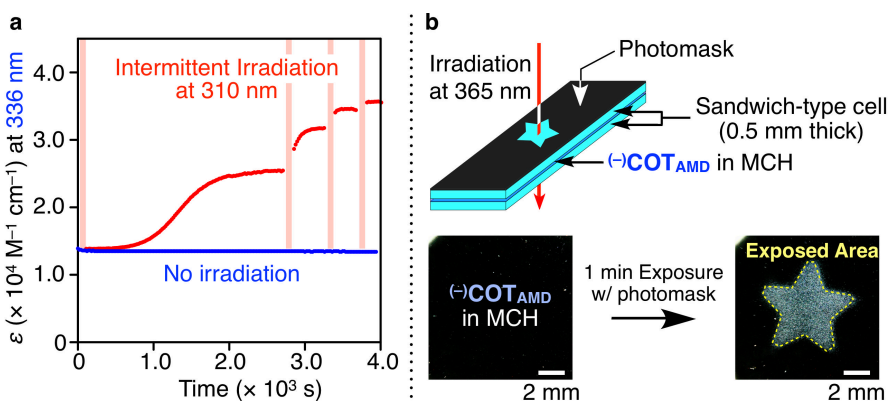 a
ε (× 10⁴ M⁻¹ cm⁻¹) at 336 nm
4.0
3.0
2.0
1.0
0
Intermittent Irradiation
at 310 nm
No irradiation
0
1.0
2.0
3.0
4.0
Time (× 10³ s)
b
Photomask
Irradiation
at 365 nm
Sandwich-type cell
(0.5 mm thick)
⁽⁻⁾COT_AMD in MCH
⁽⁻⁾COT_AMD
in MCH
2 mm
1 min Exposure
w/ photomask
Exposed Area
2 mm